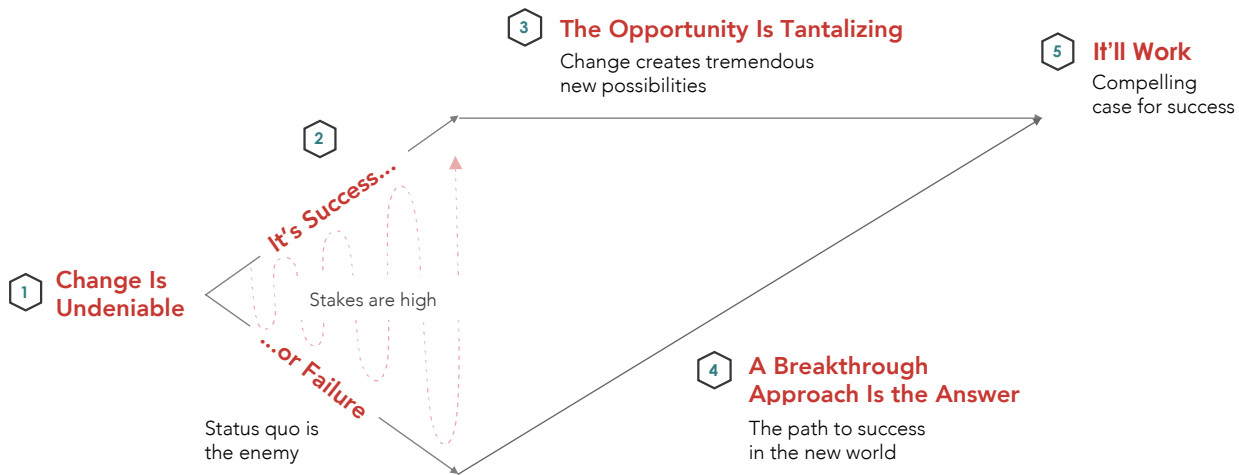 1
Change Is
Undeniable
2
It's Success...
...or Failure
Stakes are high
Status quo is
the enemy
3
The Opportunity Is Tantalizing
Change creates tremendous
new possibilities
4
A Breakthrough
Approach Is the Answer
The path to success
in the new world
5
It'll Work
Compelling
case for success